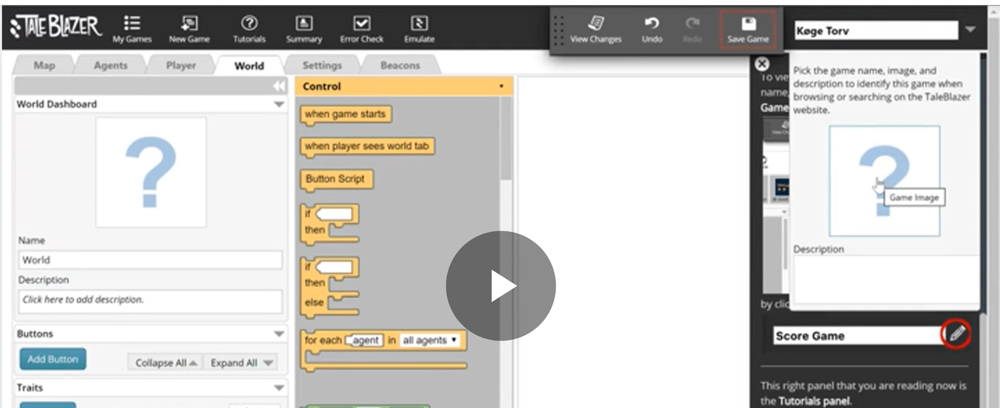 TALEBLAZER
My Games
New Game
Tutorials
Summary
Error Check
Emulate
View Changes
Undo
Redo
Save Game
Køge Torv
Map
Agents
Player
World
Settings
Beacons
World Dashboard
Name
World
Description
Click here to add description.
Buttons
Add Button
Collapse All
Expand All
Traits
Control
when game starts
when player sees world tab
Button Script
if
then
if
then
else
for each agent in all agents
To vie
name,
Game
Pick the game name, image, and
description to identify this game when
browsing or searching on the TaleBlazer
website.
Game Image
Description
by clic
Score Game
This right panel that you are reading now is
the Tutorials panel.